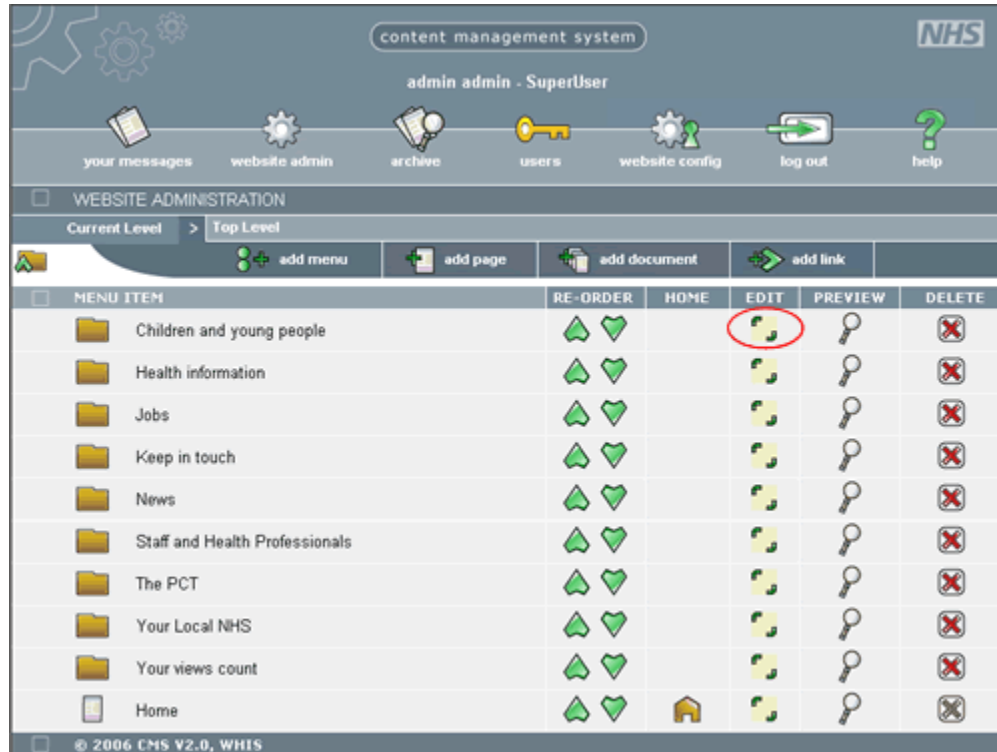 content management system
NHS
admin admin - SuperUser
your messages website admin archive users website config log out help
WEBSITE ADMINISTRATION
Current Level > Top Level
add menu add page add document add link
MENU ITEM RE-ORDER HOME EDIT PREVIEW DELETE
Children and young people
Health information
Jobs
Keep in touch
News
Staff and Health Professionals
The PCT
Your Local NHS
Your views count
Home
© 2006 CMS V2.0, WHIS